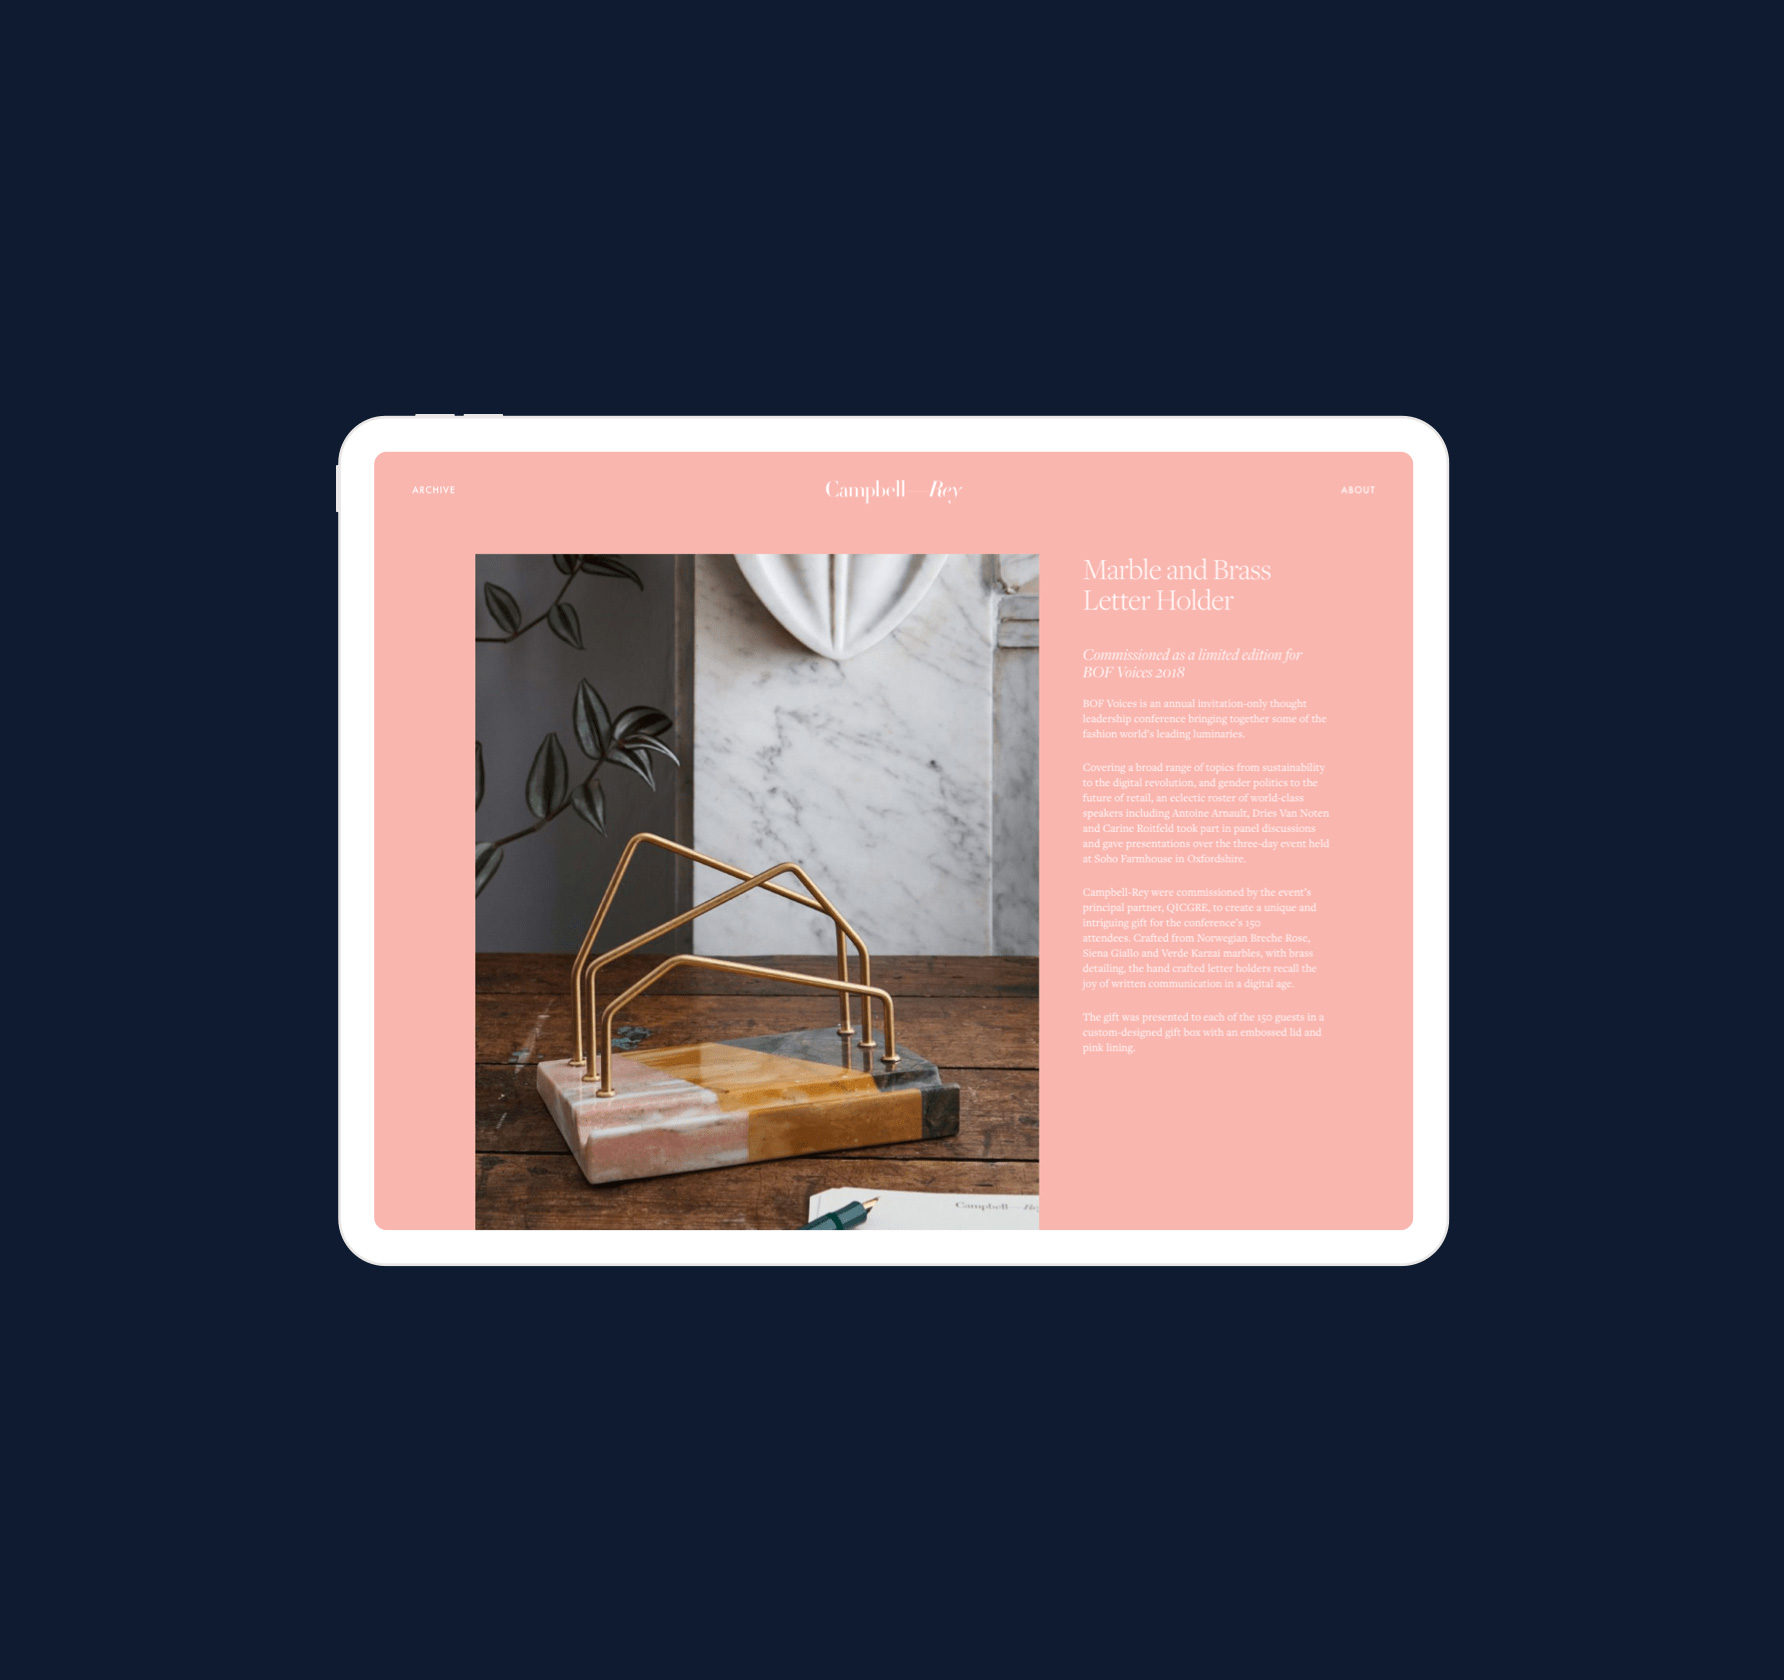 ARCHIVE
Campbell—Rey
ABOUT
Marble and Brass
Letter Holder
Commissioned as a limited edition for
BOF Voices 2018
BOF Voices is an annual invitation-only thought
leadership conference bringing together some of the
fashion world's leading luminaries.
Covering a broad range of topics from sustainability
to the digital revolution, and gender politics to the
future of retail, an eclectic roster of world-class
speakers including Antoine Arnault, Dries Van Noten
and Carine Roitfeld took part in panel discussions
and gave presentations over the three-day event held
at Soho Farmhouse in Oxfordshire.
Campbell-Rey were commissioned by the event's
principal partner, QICGRE, to create a unique and
intriguing gift for the conference's 150
attendees. Crafted from Norwegian Breche Rose,
Siena Giallo and Verde Karzai marbles, with brass
detailing, the hand crafted letter holders recall the
joy of written communication in a digital age.
The gift was presented to each of the 150 guests in a
custom-designed gift box with an embossed lid and
pink lining.
Campbell—Re